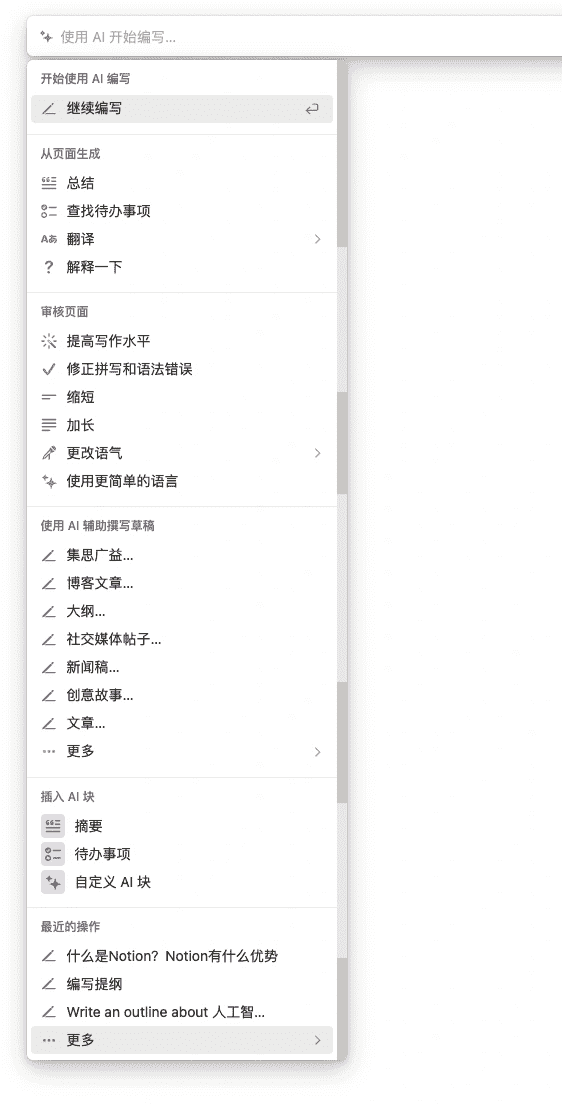 使用 AI 开始编写...
开始使用 AI 编写
继续编写
从页面生成
总结
查找待办事项
Aあ 翻译
? 解释一下
审核页面
提高写作水平
修正拼写和语法错误
缩短
加长
更改语气
使用更简单的语言
使用 AI 辅助撰写草稿
集思广益...
博客文章...
大纲...
社交媒体帖子...
新闻稿...
创意故事...
文章...
更多
插入 AI 块
摘要
待办事项
自定义 AI 块
最近的操作
什么是Notion？Notion有什么优势
编写提纲
Write an outline about 人工智...
更多